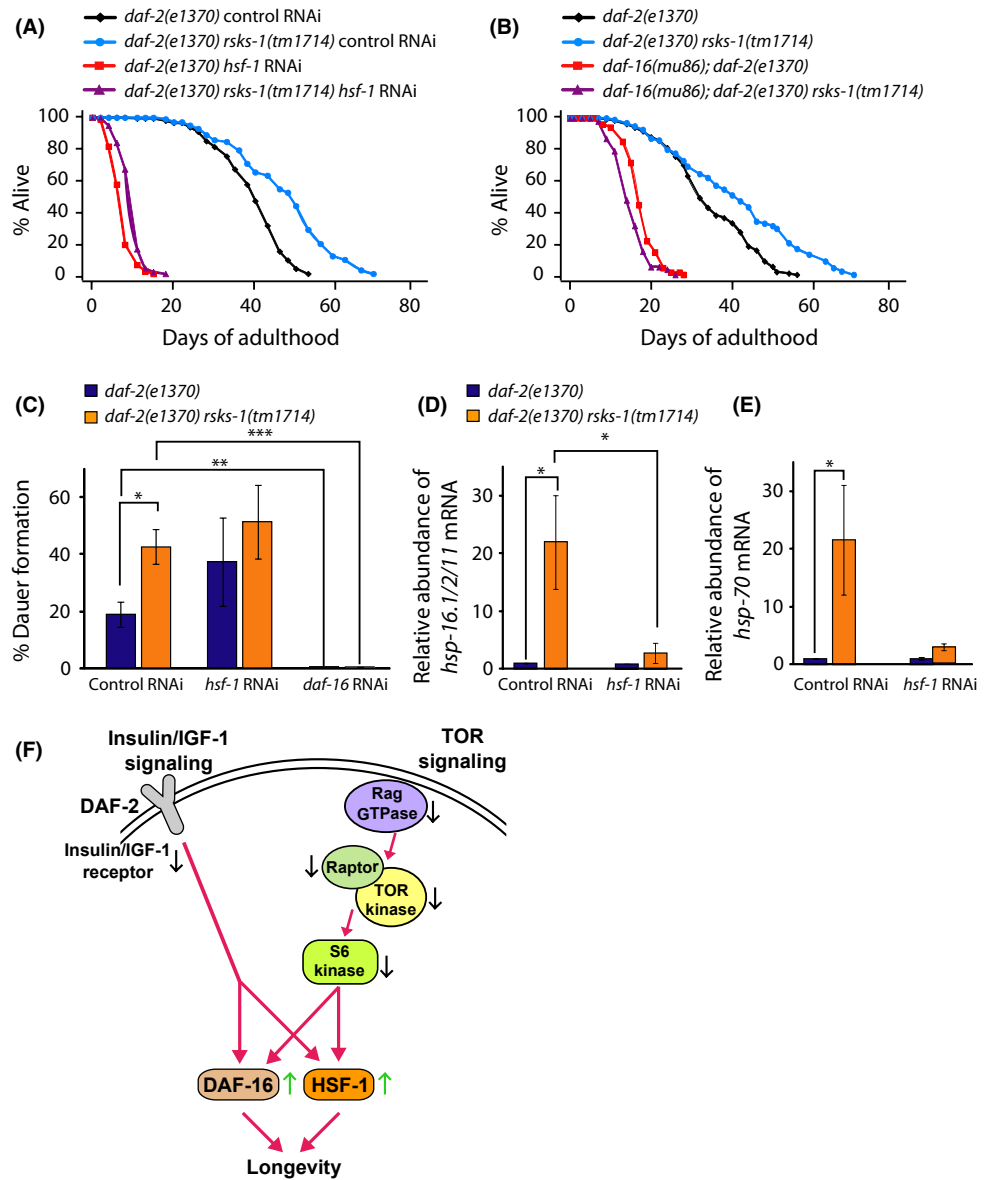 (A)
daf-2(e1370) control RNAi
daf-2(e1370) rsks-1(tm1714) control RNAi
daf-2(e1370) hsf-1 RNAi
daf-2(e1370) rsks-1(tm1714) hsf-1 RNAi
100
80
60
40
20
0
% Alive
0 20 40 60 80
Days of adulthood
(B)
daf-2(e1370)
daf-2(e1370) rsks-1(tm1714)
daf-16(mu86); daf-2(e1370)
daf-16(mu86); daf-2(e1370) rsks-1(tm1714)
100
80
60
40
20
0
% Alive
0 20 40 60 80
Days of adulthood
(C)
daf-2(e1370)
daf-2(e1370) rsks-1(tm1714)
***
**
*
60
40
20
0
% Dauer formation
Control RNAi hsf-1 RNAi daf-16 RNAi
(D)
daf-2(e1370)
daf-2(e1370) rsks-1(tm1714)
*
*
30
20
10
0
Relative abundance of
hsp-16.1/2/11 mRNA
Control RNAi hsf-1 RNAi
(E)
*
30
20
10
0
Relative abundance of
hsp-70 mRNA
Control RNAi hsf-1 RNAi
(F)
Insulin/IGF-1
signaling
TOR
signaling
DAF-2
Insulin/IGF-1
receptor
Rag
GTPase
Raptor
TOR
kinase
S6
kinase
DAF-16
HSF-1
Longevity